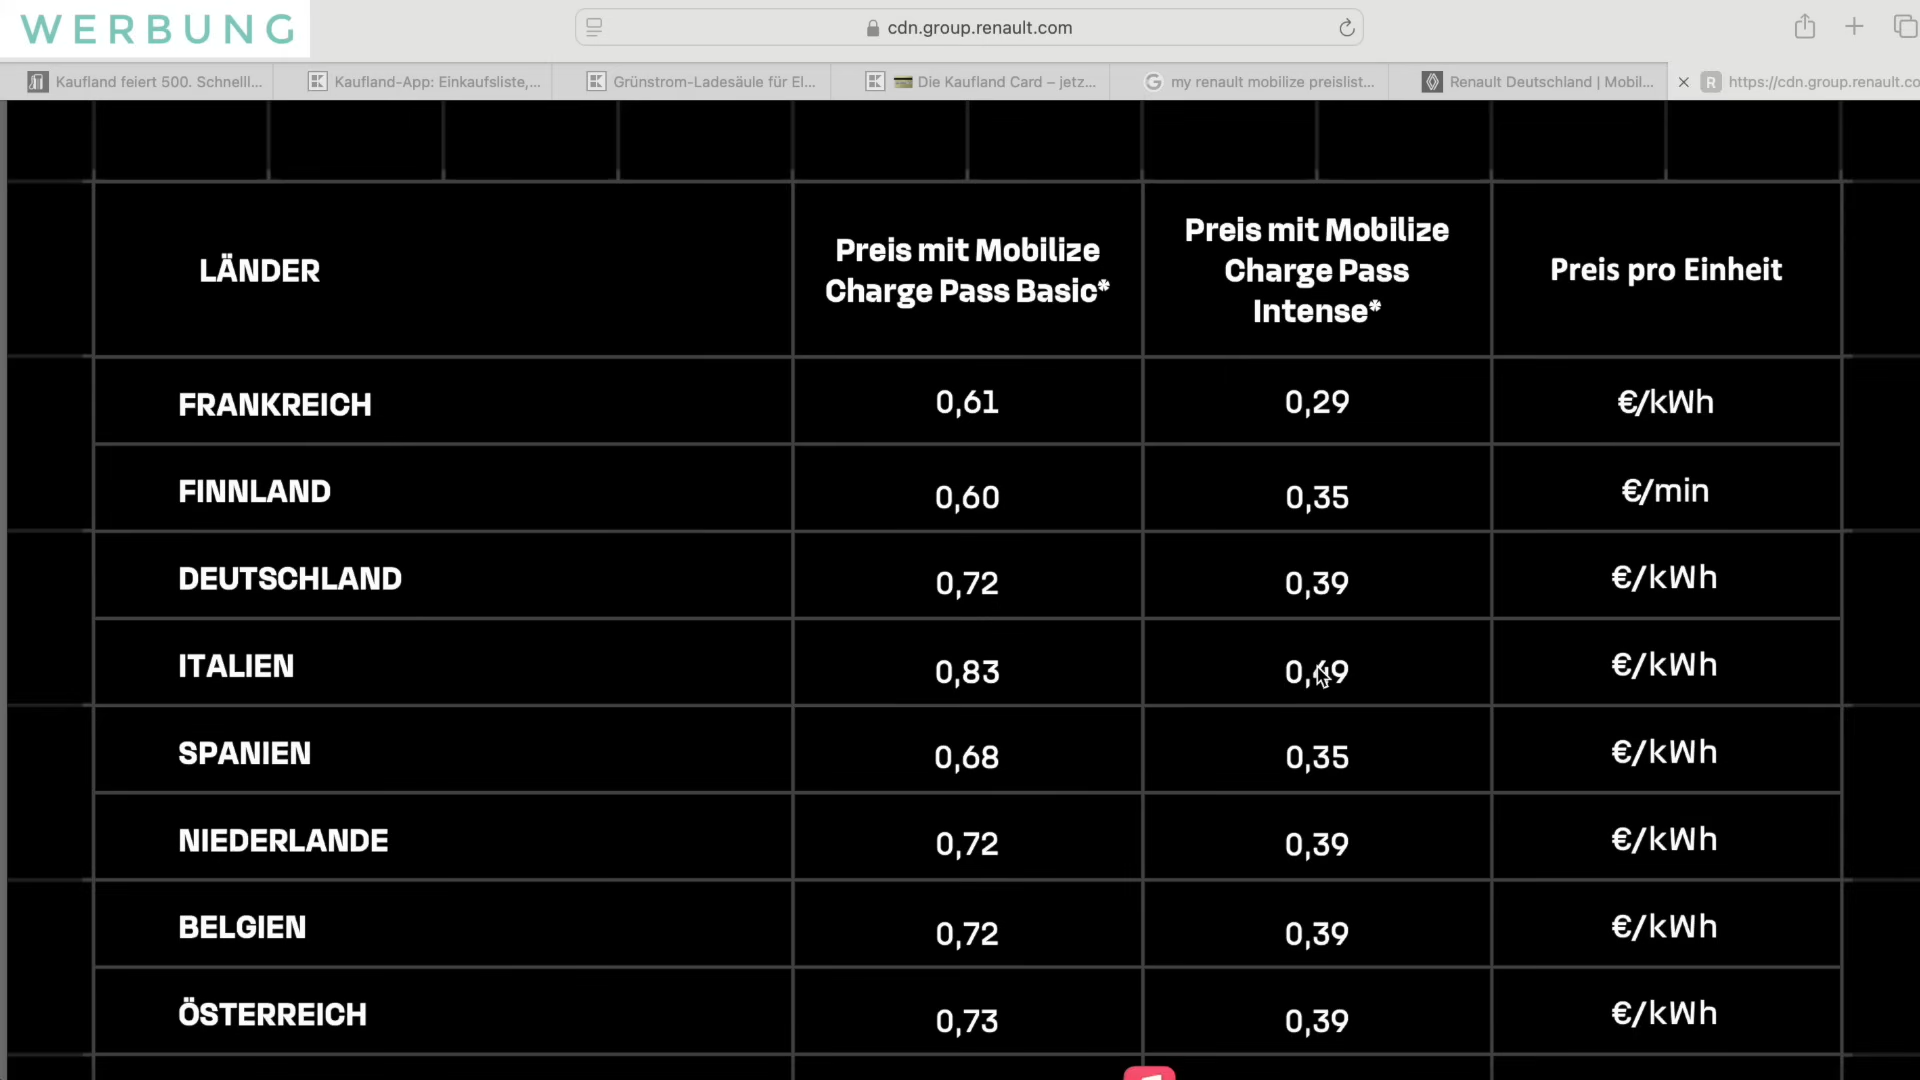 WERBUNG
cdn.group.renault.com
Kaufland feiert 500. Schnellli...
Kaufland-App: Einkaufsliste,...
Grünstrom-Ladesäule für El...
Die Kaufland Card – jetz...
my renault mobilize preislist...
Renault Deutschland | Mobil...
https://cdn.group.renault.co
LÄNDER
Preis mit Mobilize
Charge Pass Basic*
Preis mit Mobilize
Charge Pass
Intense*
Preis pro Einheit
FRANKREICH 0,61 0,29 €/kWh
FINNLAND 0,60 0,35 €/min
DEUTSCHLAND 0,72 0,39 €/kWh
ITALIEN 0,83 €/kWh
SPANIEN 0,68 0,35 €/kWh
NIEDERLANDE 0,72 0,39 €/kWh
BELGIEN 0,72 0,39 €/kWh
ÖSTERREICH 0,73 0,39 €/kWh